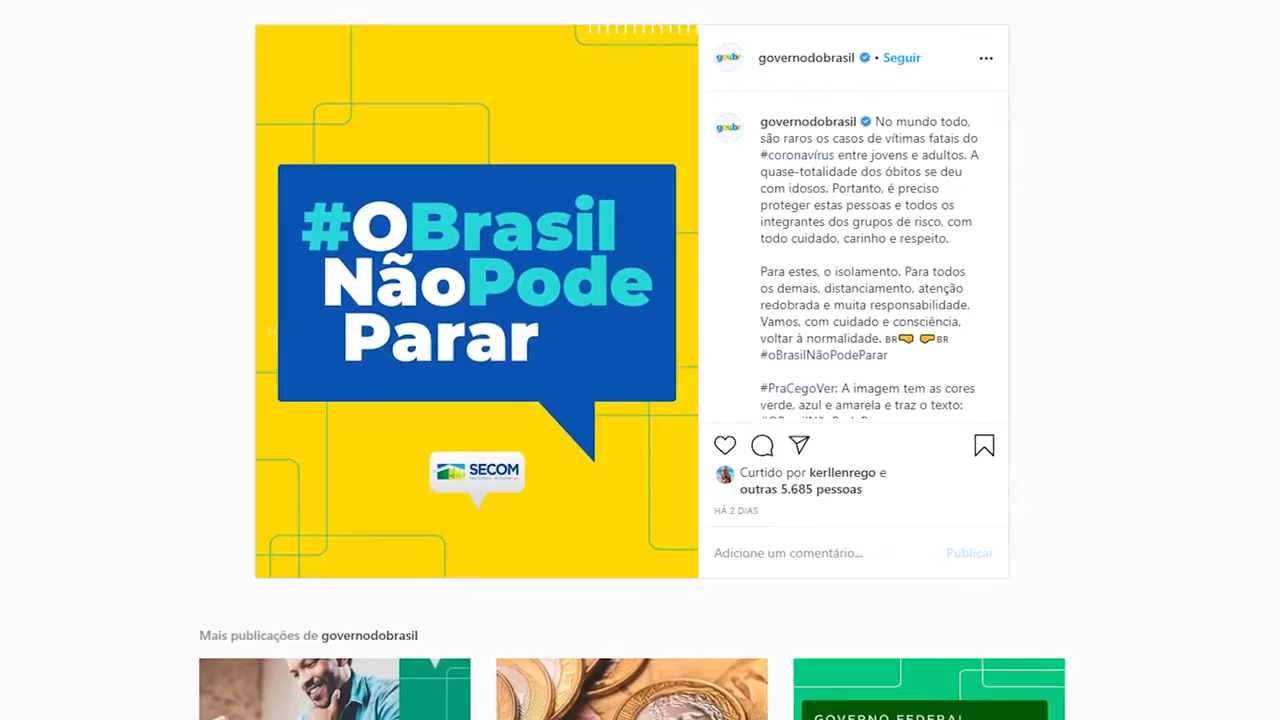 #OBrasil
NãoPode
Parar
SECOM
gov.br
governodobrasil • Seguir
gov.br
governodobrasil No mundo todo,
são raros os casos de vítimas fatais do
#coronavírus entre jovens e adultos. A
quase-totalidade dos óbitos se deu
com idosos. Portanto, é preciso
proteger estas pessoas e todos os
integrantes dos grupos de risco, com
todo cuidado, carinho e respeito.
Para estes, o isolamento. Para todos
os demais, distanciamento, atenção
redobrada e muita responsabilidade.
Vamos, com cuidado e consciência,
voltar à normalidade. BR🤜 🤛BR
#oBrasilNãoPodeParar
#PraCegoVer: A imagem tem as cores
verde, azul e amarela e traz o texto:
Curtido por kerllenrego e
outras 5.685 pessoas
HÁ 2 DIAS
Adicione um comentário... Publicar
Mais publicações de governodobrasil
GOVERNO FEDERAL